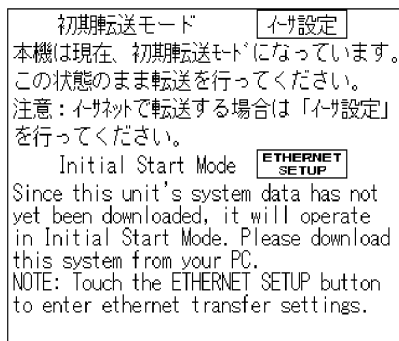 初期転送モード イーサ設定
本機は現在、初期転送ﾓｰﾄﾞになっています。
この状態のまま転送を行ってください。
注意：ｲｰｻﾈｯﾄで転送する場合は「ｲｰｻ設定」
を行ってください。
Initial Start Mode ETHERNET SETUP
Since this unit's system data has not
yet been downloaded, it will operate
in Initial Start Mode. Please download
this system from your PC.
NOTE: Touch the ETHERNET SETUP button
to enter ethernet transfer settings.